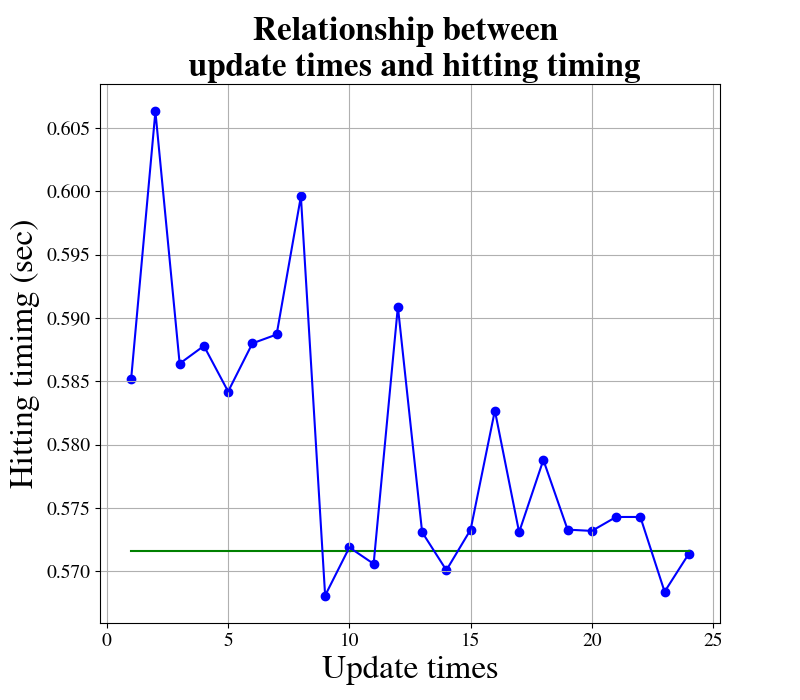 Relationship between
update times and hitting timing
0.605
0.600
0.595
0.590
0.585
0.580
0.575
0.570
Hitting timimg (sec)
0 5 10 15 20 25
Update times